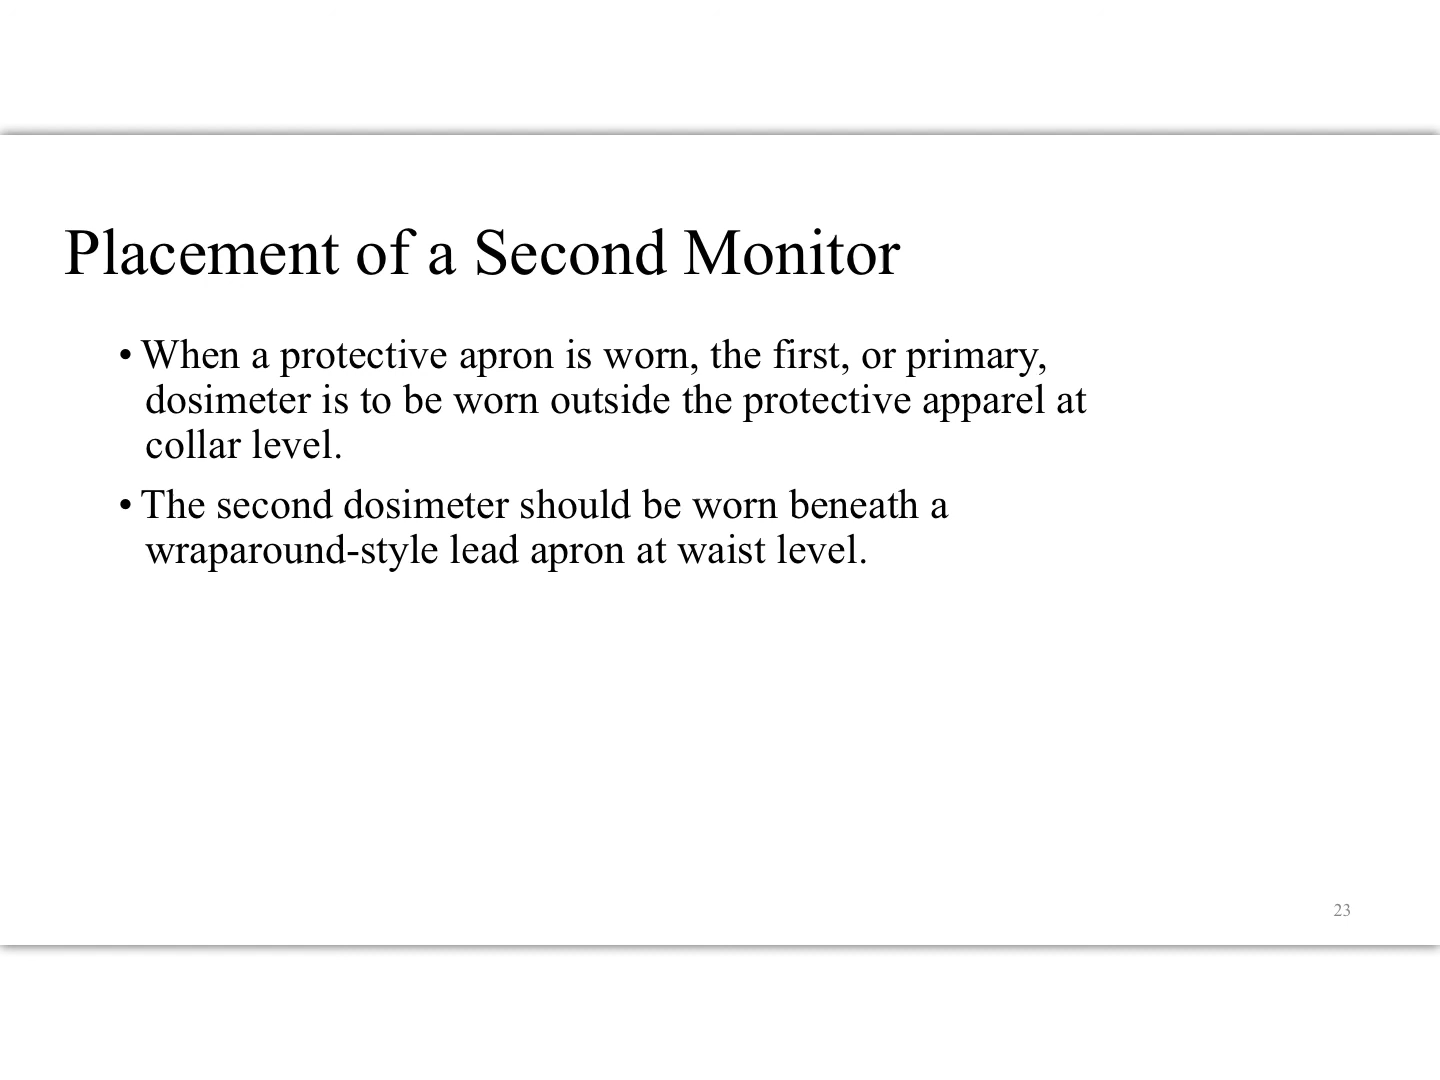 Placement of a Second Monitor
• When a protective apron is worn, the first, or primary,
dosimeter is to be worn outside the protective apparel at
collar level.
• The second dosimeter should be worn beneath a
wraparound-style lead apron at waist level.
23